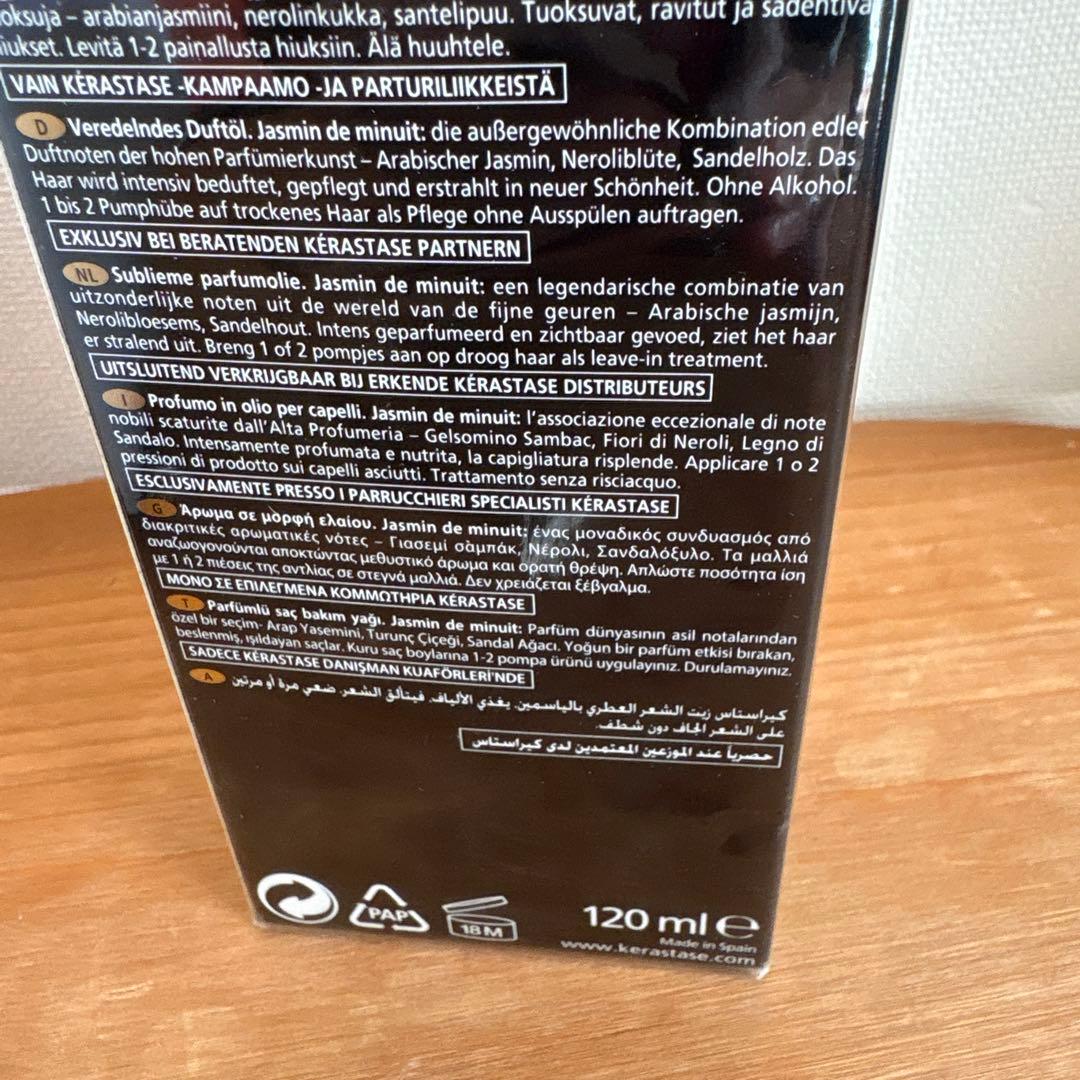 oksuja – arabianjasmiini, nerolinkukka, santelipuu. Tuoksuvat, ravitut ja
iukset. Levitä 1-2 painallusta hiuksiin. Älä huuhtele.
VAIN KÉRASTASE -KAMPAAMO -JA PARTURILIIKKEISTÄ
D Veredelndes Duftöl. Jasmin de minuit: die außergewöhnliche Kombination edler
Duftnoten der hohen Parfümierkunst – Arabischer Jasmin, Neroliblüte, Sandelholz. Das
Haar wird intensiv beduftet, gepflegt und erstrahlt in neuer Schönheit. Ohne Alkohol.
1 bis 2 Pumphübe auf trockenes Haar als Pflege ohne Ausspülen auftragen.
EXKLUSIV BEI BERATENDEN KÉRASTASE PARTNERN
NL Sublieme parfumolie. Jasmin de minuit: een legendarische combinatie van
uitzonderlijke noten uit de wereld van de fijne geuren – Arabische jasmijn,
Nerolibloesems, Sandelhout. Intens geparfumeerd en zichtbaar gevoed, ziet het haar
er stralend uit. Breng 1 of 2 pompjes aan op droog haar als leave-in treatment.
UITSLUITEND VERKRIJGBAAR BIJ ERKENDE KÉRASTASE DISTRIBUTEURS
I Profumo in olio per capelli. Jasmin de minuit: l'associazione eccezionale di note
nobili scaturite dall'Alta Profumeria – Gelsomino Sambac, Fiori di Neroli, Legno di
Sandalo. Intensamente profumata e nutrita, la capigliatura risplende. Applicare 1 o 2
pressioni di prodotto sui capelli asciutti. Trattamento senza risciacquo.
ESCLUSIVAMENTE PRESSO I PARRUCCHIERI SPECIALISTI KÉRASTASE
G Άρωμα σε μορφή ελαίου. Jasmin de minuit: ένας μοναδικός συνδυασμός από
διακριτικές αρωματικές νότες – Γιασεμί σαμπάκ, Νέρολι, Σανδαλόξυλο. Τα μαλλιά
αναζωογονούνται αποκτώντας μεθυστικό άρωμα και ορατή θρέψη. Απλώστε ποσότητα ίση
με 1 ή 2 πιέσεις της αντλίας σε στεγνά μαλλιά. Δεν χρειάζεται ξέβγαλμα.
ΜΟΝΟ ΣΕ ΕΠΙΛΕΓΜΕΝΑ ΚΟΜΜΩΤΗΡΙΑ KÉRASTASE
T Parfümlü saç bakım yağı. Jasmin de minuit: Parfüm dünyasının asil notalarından
özel bir seçim- Arap Yasemini, Turunç Çiçeği, Sandal Ağacı. Yoğun bir parfüm etkisi bırakan,
beslenmiş, ışıldayan saçlar. Kuru saç boylarına 1-2 pompa ürünü uygulayınız. Durulamayınız.
SADECE KÉRASTASE DANIŞMAN KUAFÖRLERİ'NDE
A كيراستاس زيت الشعر العطري بالياسمين. يغذي الألياف. فيتألق الشعر. ضعي مرة أو مرتين
على الشعر الجاف دون شطف.
حصرياً عند الموزعين المعتمدين لدى كيراستاس
PAP
18M
120 ml e
Made in Spain
www.kerastase.com